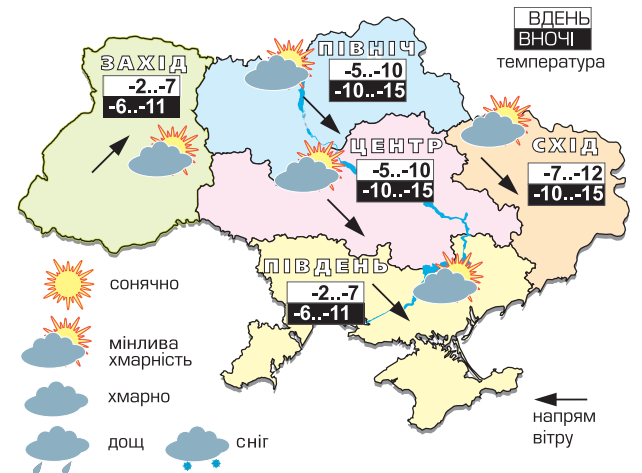 ВДЕНЬ
ВНОЧІ
температура
ЗАХІД
-2..-7
-6..-11
ПІВНІЧ
-5..-10
-10..-15
ЦЕНТР
-5..-10
-10..-15
СХІД
-7..-12
-10..-15
ПІВДЕНЬ
-2..-7
-6..-11
сонячно
мінлива
хмарність
хмарно
дощ
сніг
напрям
вітру